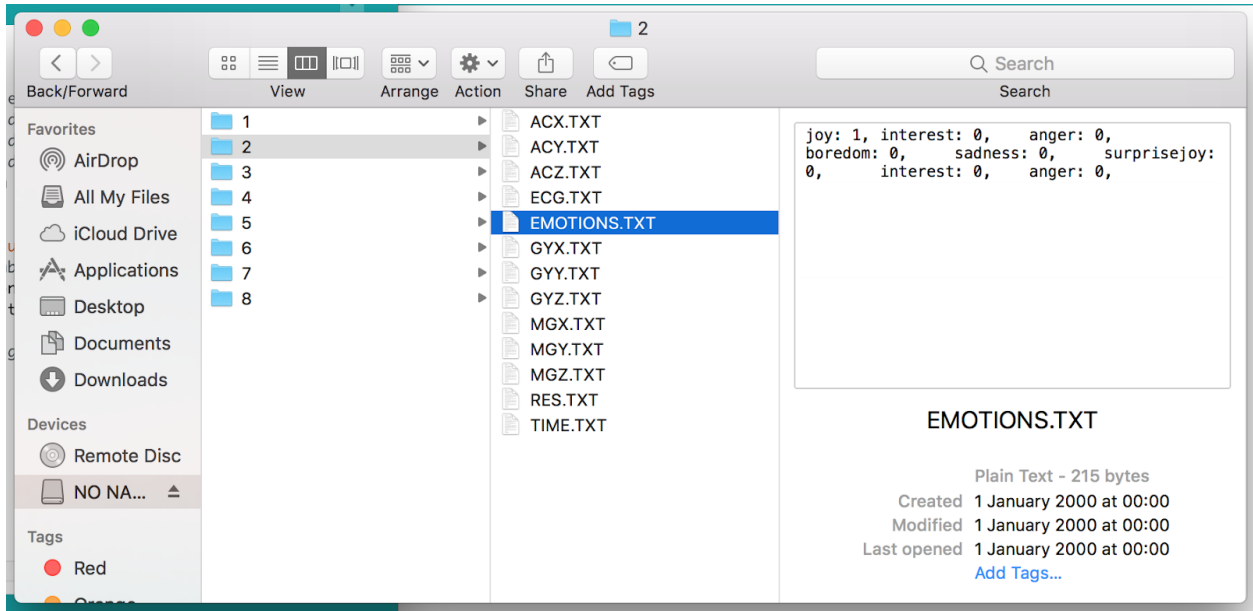 2
Back/Forward View Arrange Action Share Add Tags Search
Search
Favorites
AirDrop
All My Files
iCloud Drive
Applications
Desktop
Documents
Downloads
Devices
Remote Disc
NO NA...
Tags
Red
Orange
1
2
3
4
5
6
7
8
ACX.TXT
ACY.TXT
ACZ.TXT
ECG.TXT
EMOTIONS.TXT
GYX.TXT
GYY.TXT
GYZ.TXT
MGX.TXT
MGY.TXT
MGZ.TXT
RES.TXT
TIME.TXT
joy: 1, interest: 0, anger: 0,
boredom: 0, sadness: 0, surprisejoy:
0, interest: 0, anger: 0,
EMOTIONS.TXT
Plain Text - 215 bytes
Created 1 January 2000 at 00:00
Modified 1 January 2000 at 00:00
Last opened 1 January 2000 at 00:00
Add Tags...